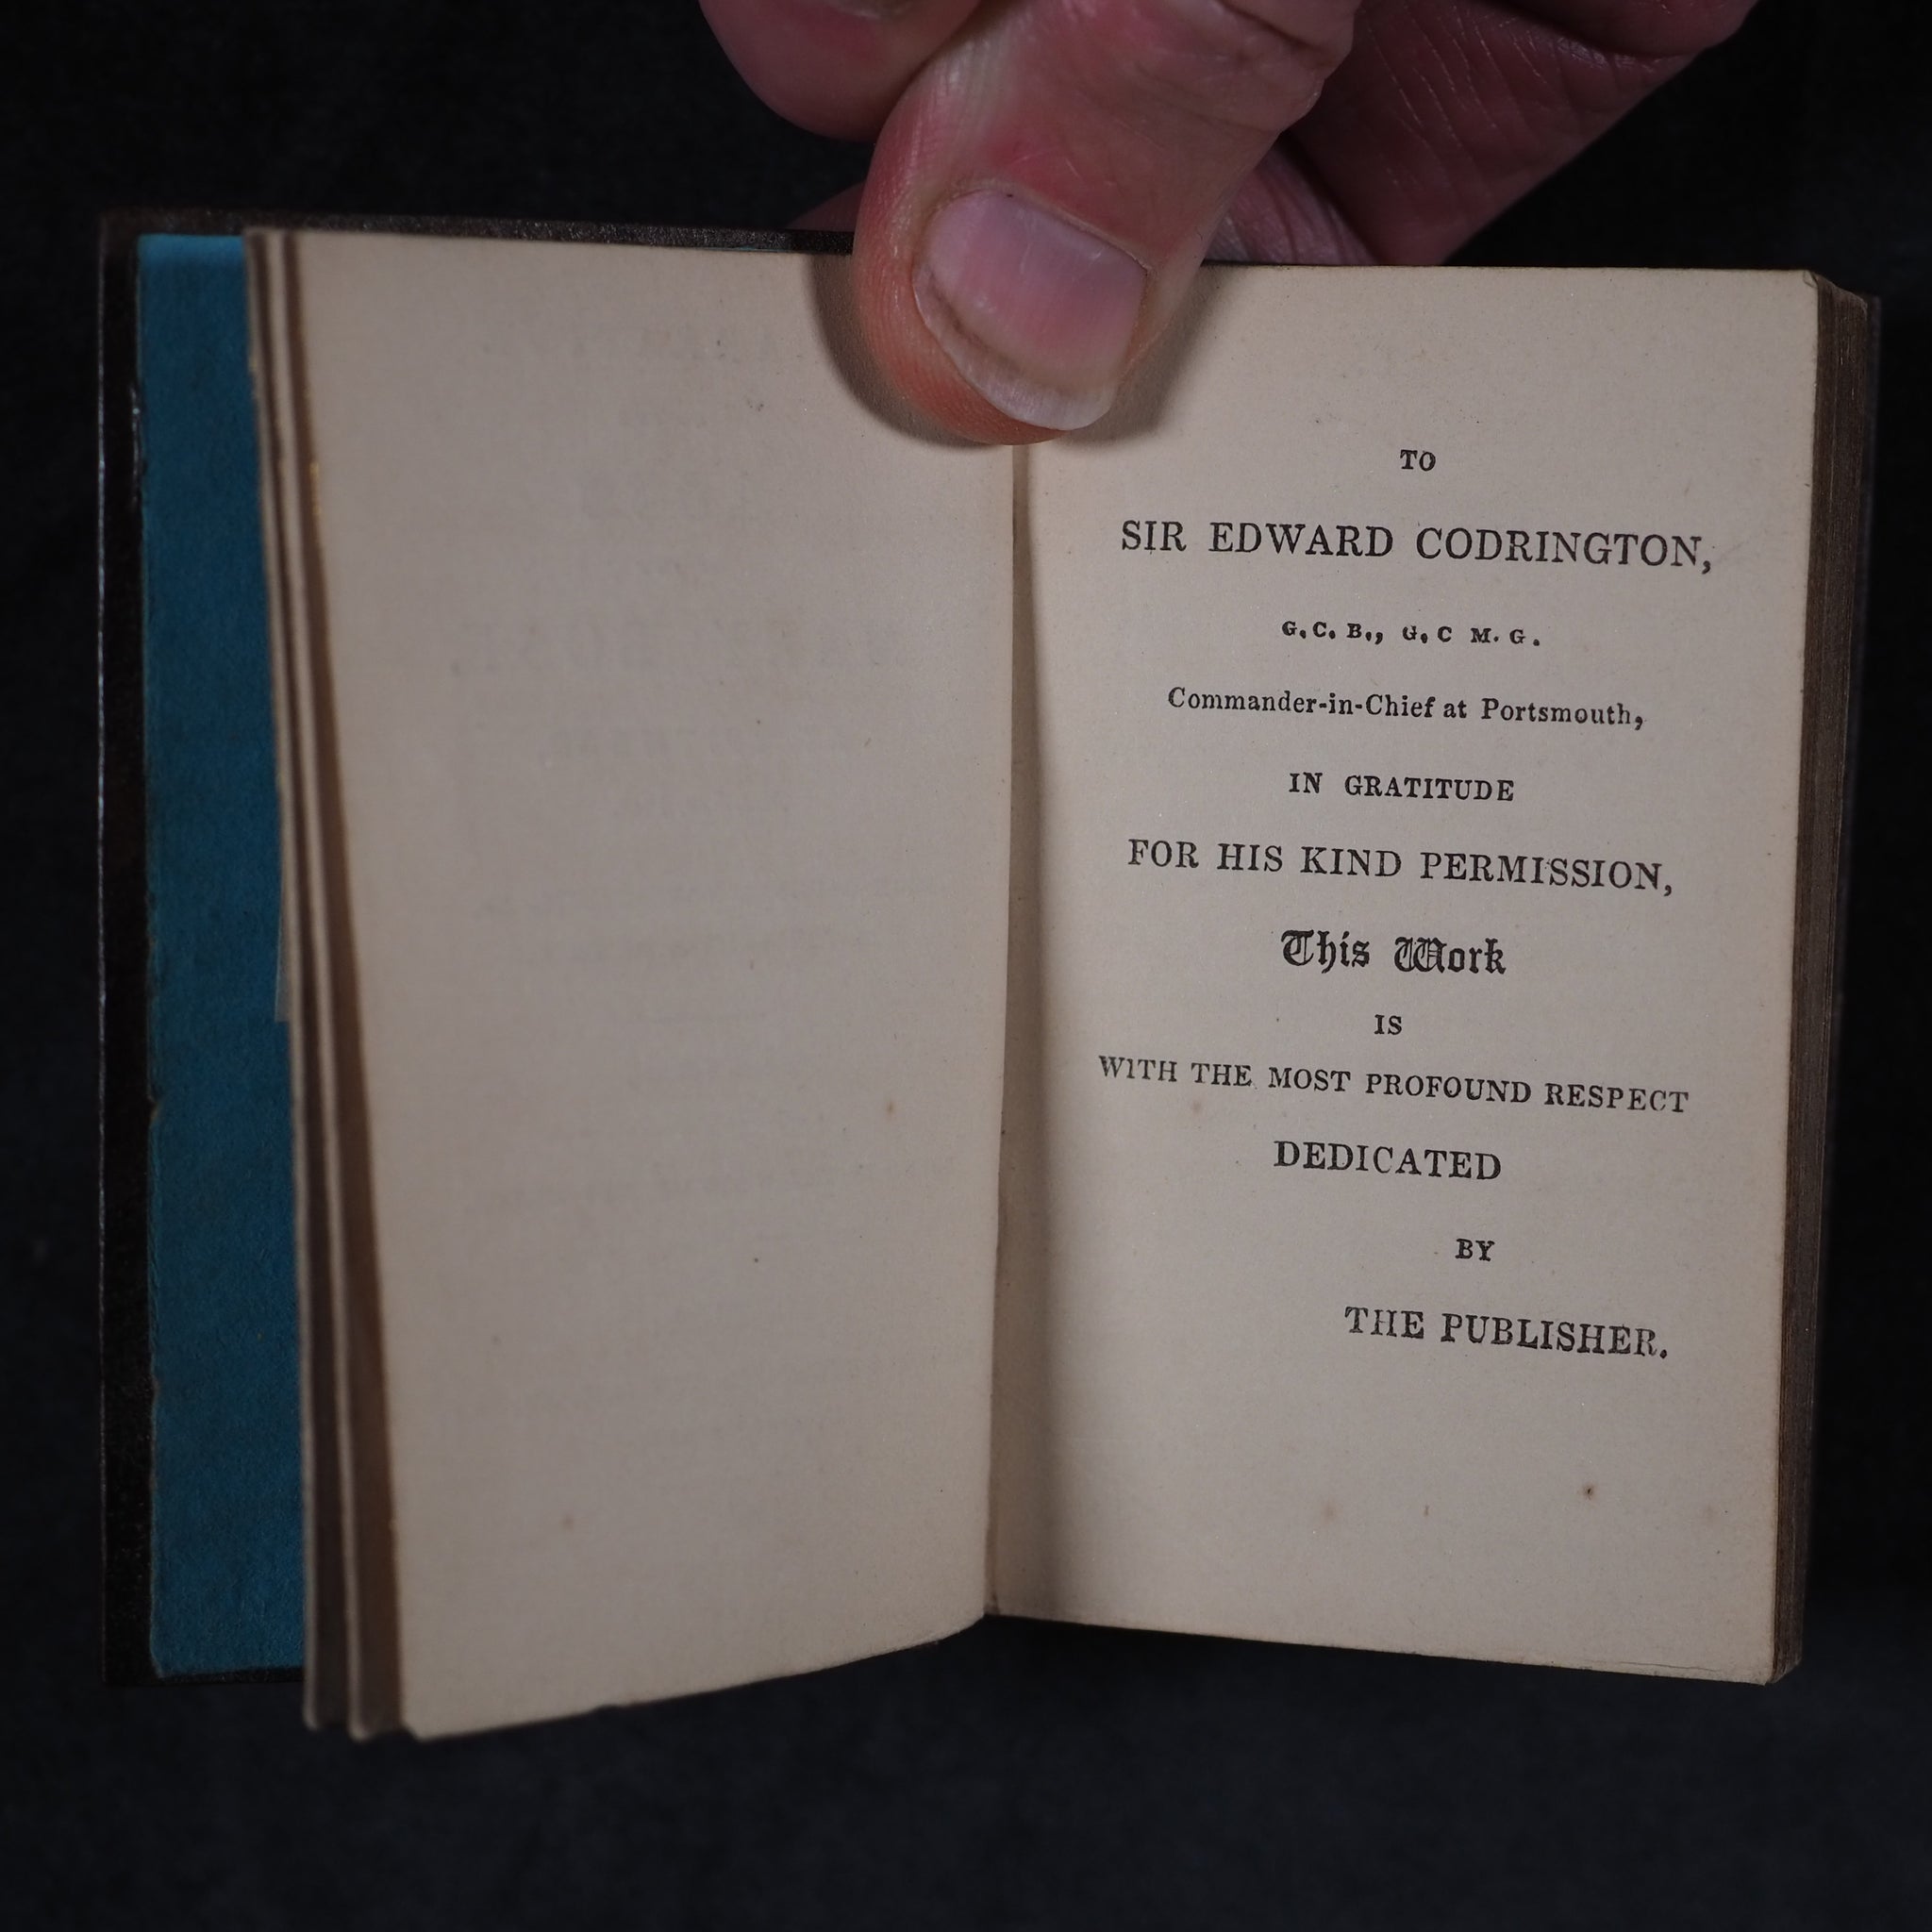 TO
SIR EDWARD CODRINGTON,
G. C. B., G. C M. G.
Commander-in-Chief at Portsmouth,
IN GRATITUDE
FOR HIS KIND PERMISSION,
This Work
IS
WITH THE MOST PROFOUND RESPECT
DEDICATED
BY
THE PUBLISHER.